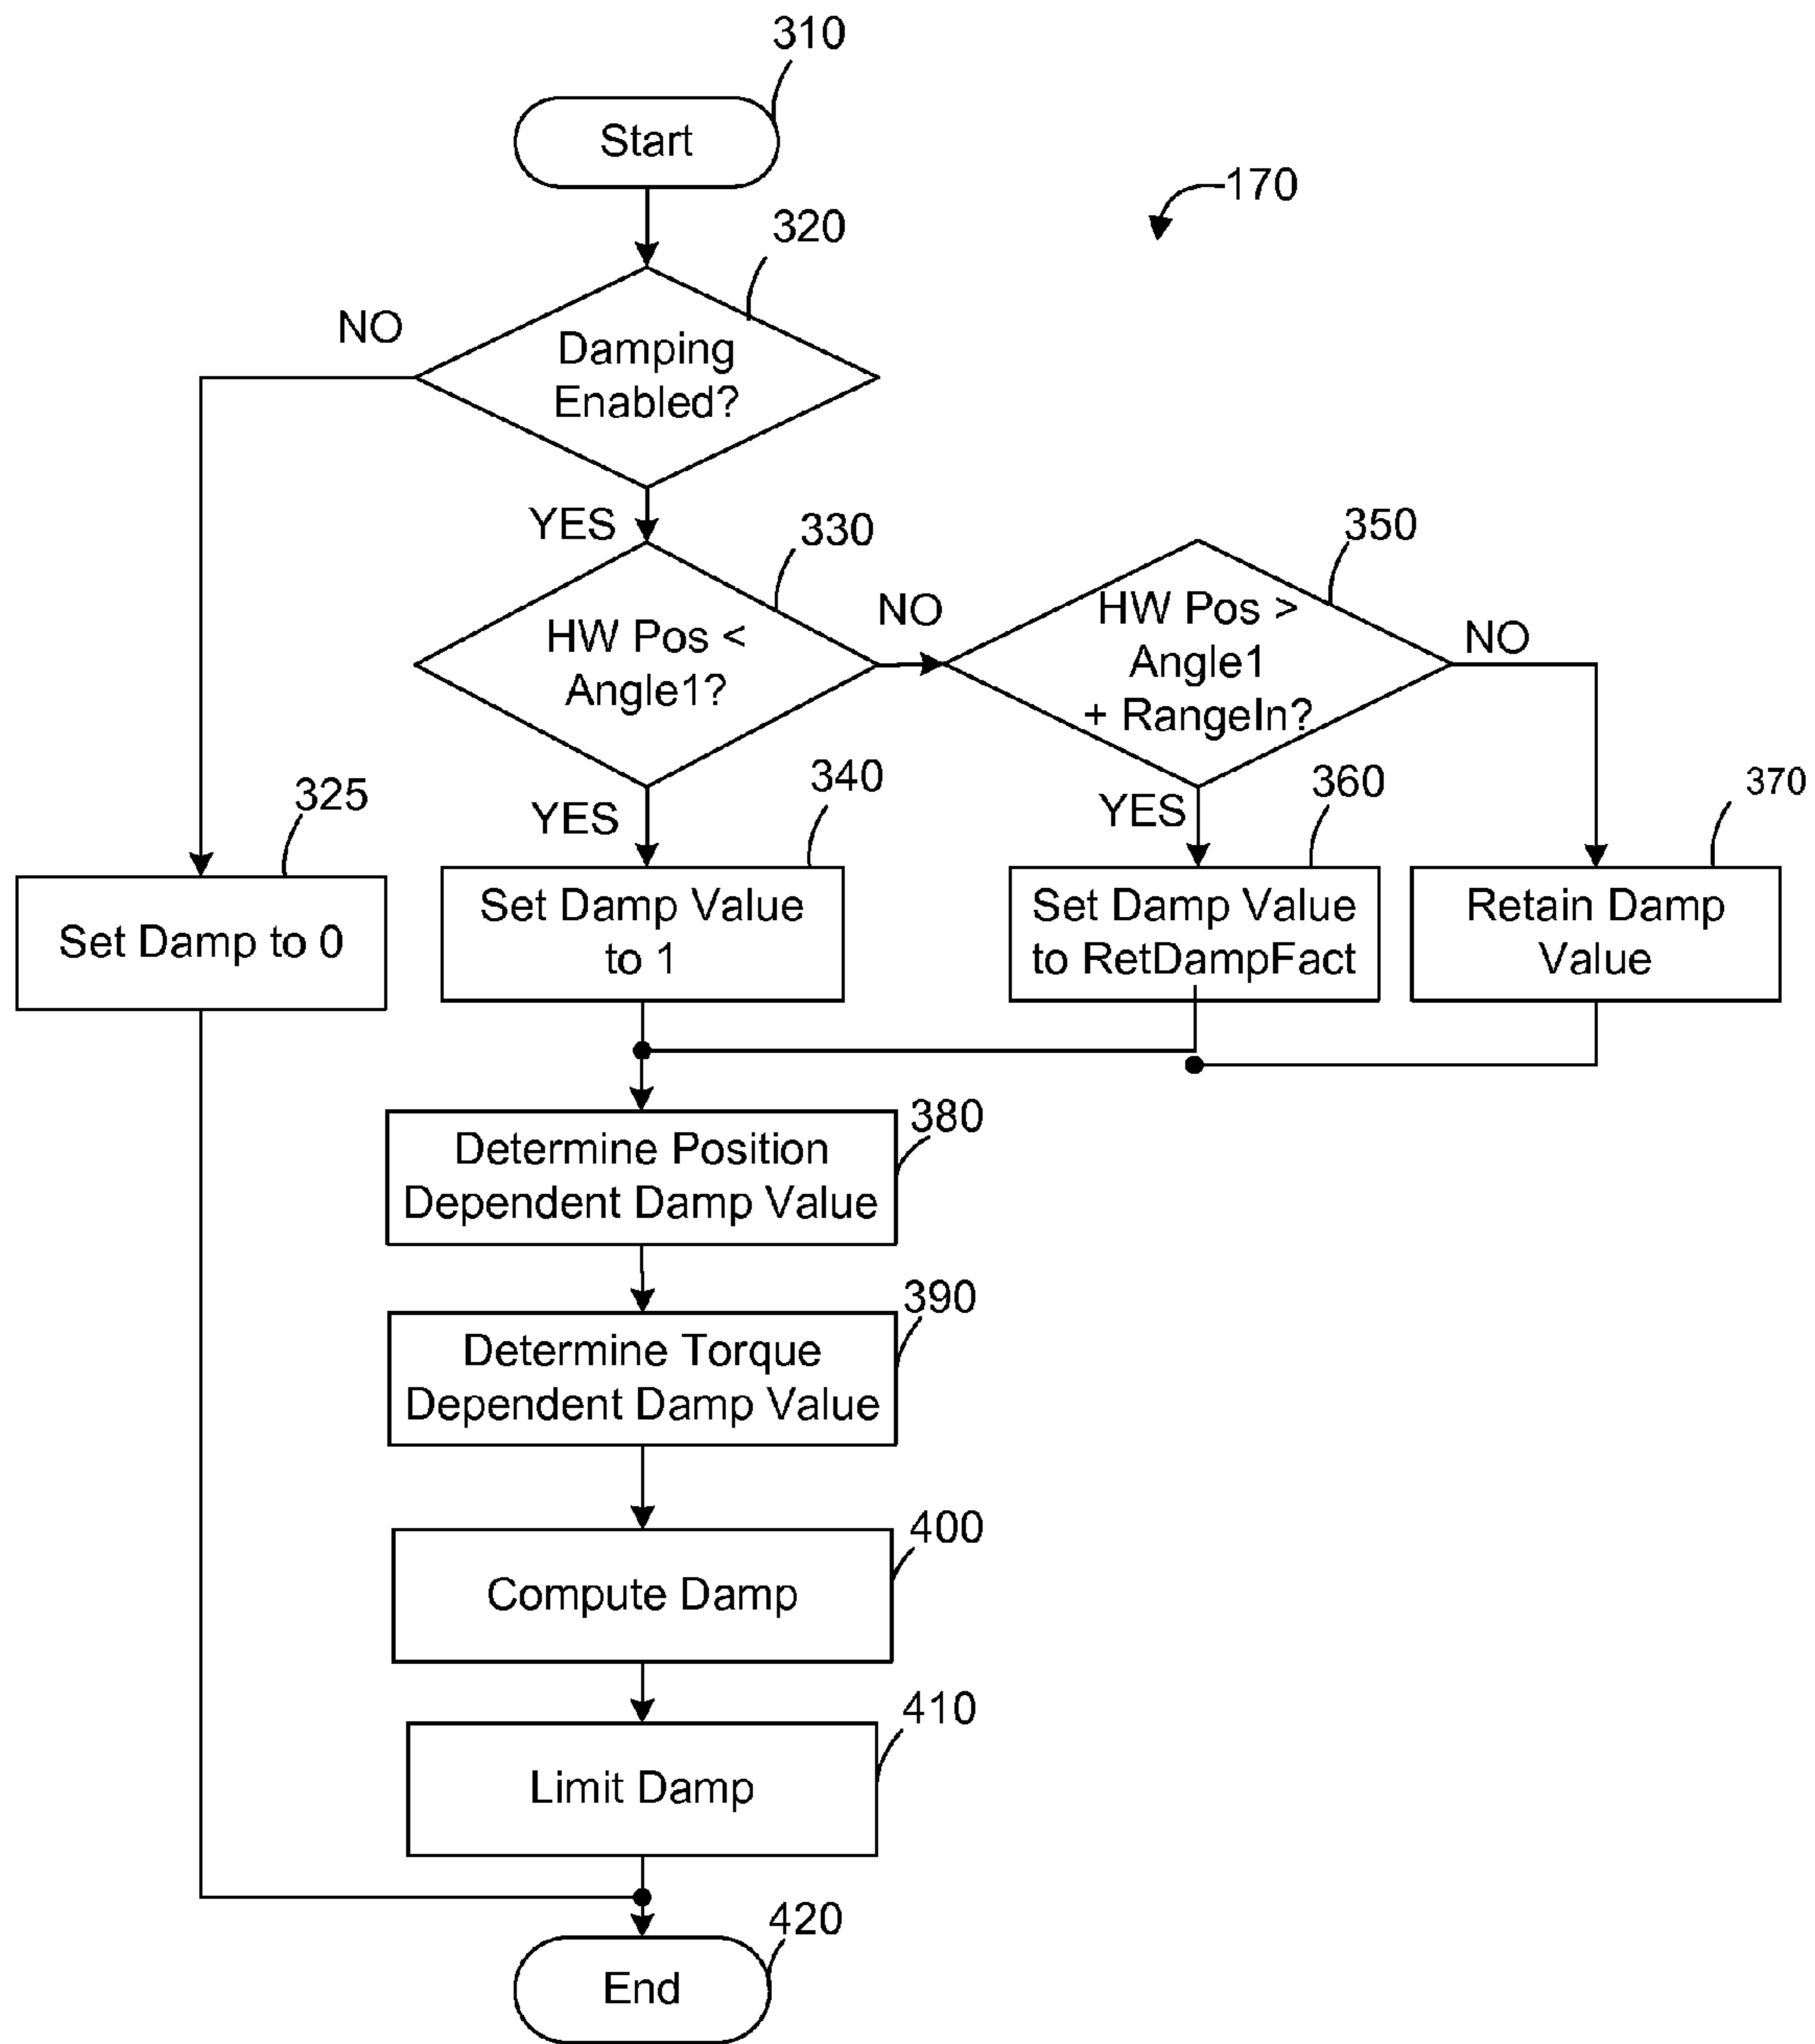 310
Start
170
320
NO
Damping
Enabled?
YES
330
350
HW Pos <
Angle1?
NO
HW Pos >
Angle1
+ RangeIn?
NO
325
YES
340
YES
360
370
Set Damp to 0
Set Damp Value
to 1
Set Damp Value
to RetDampFact
Retain Damp
Value
380
Determine Position
Dependent Damp Value
390
Determine Torque
Dependent Damp Value
400
Compute Damp
410
Limit Damp
420
End